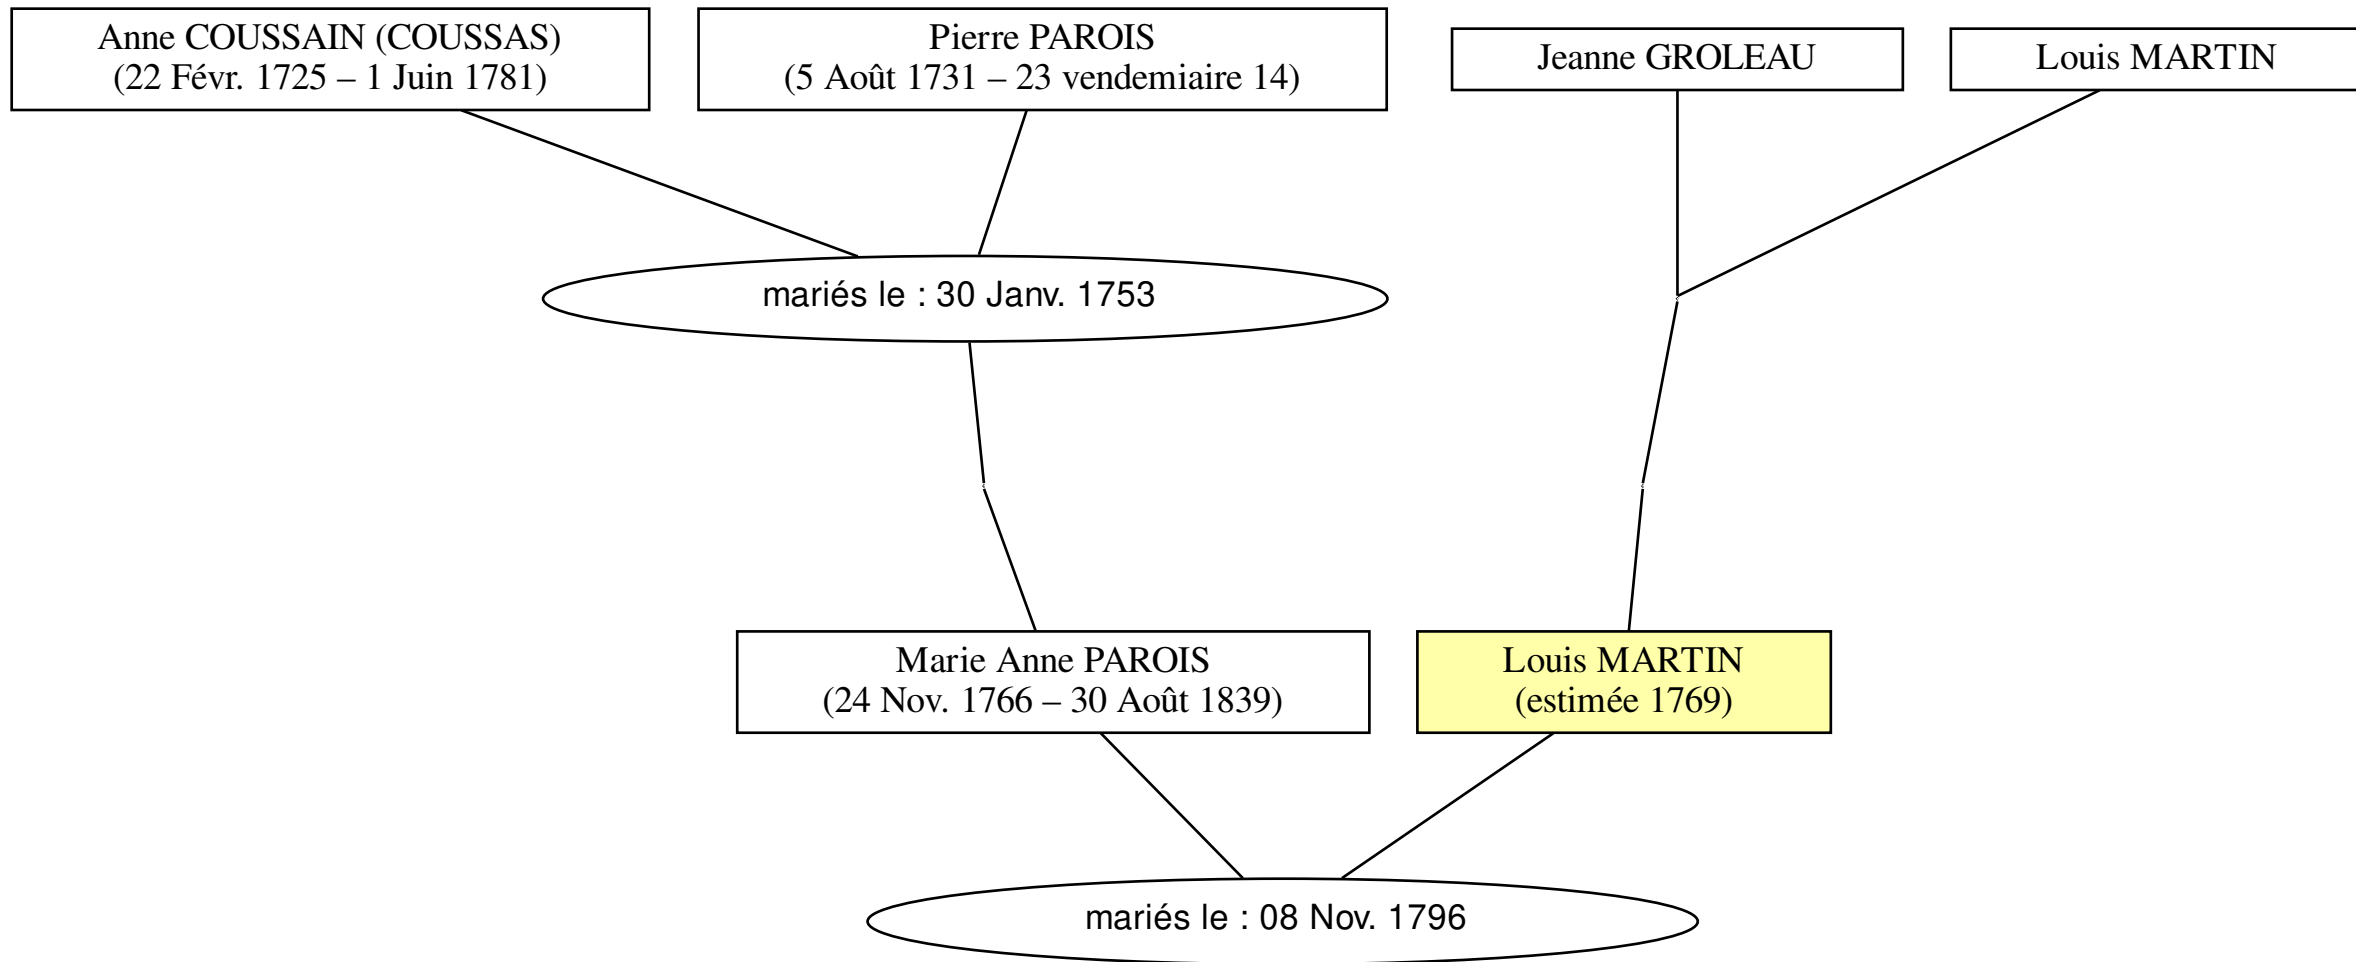 Anne COUSSAIN (COUSSAS)
(22 Févr. 1725 – 1 Juin 1781)
Pierre PAROIS
(5 Août 1731 – 23 vendemiaire 14)
Jeanne GROLEAU
Louis MARTIN
mariés le : 30 Janv. 1753
Marie Anne PAROIS
(24 Nov. 1766 – 30 Août 1839)
Louis MARTIN
(estimée 1769)
mariés le : 08 Nov. 1796